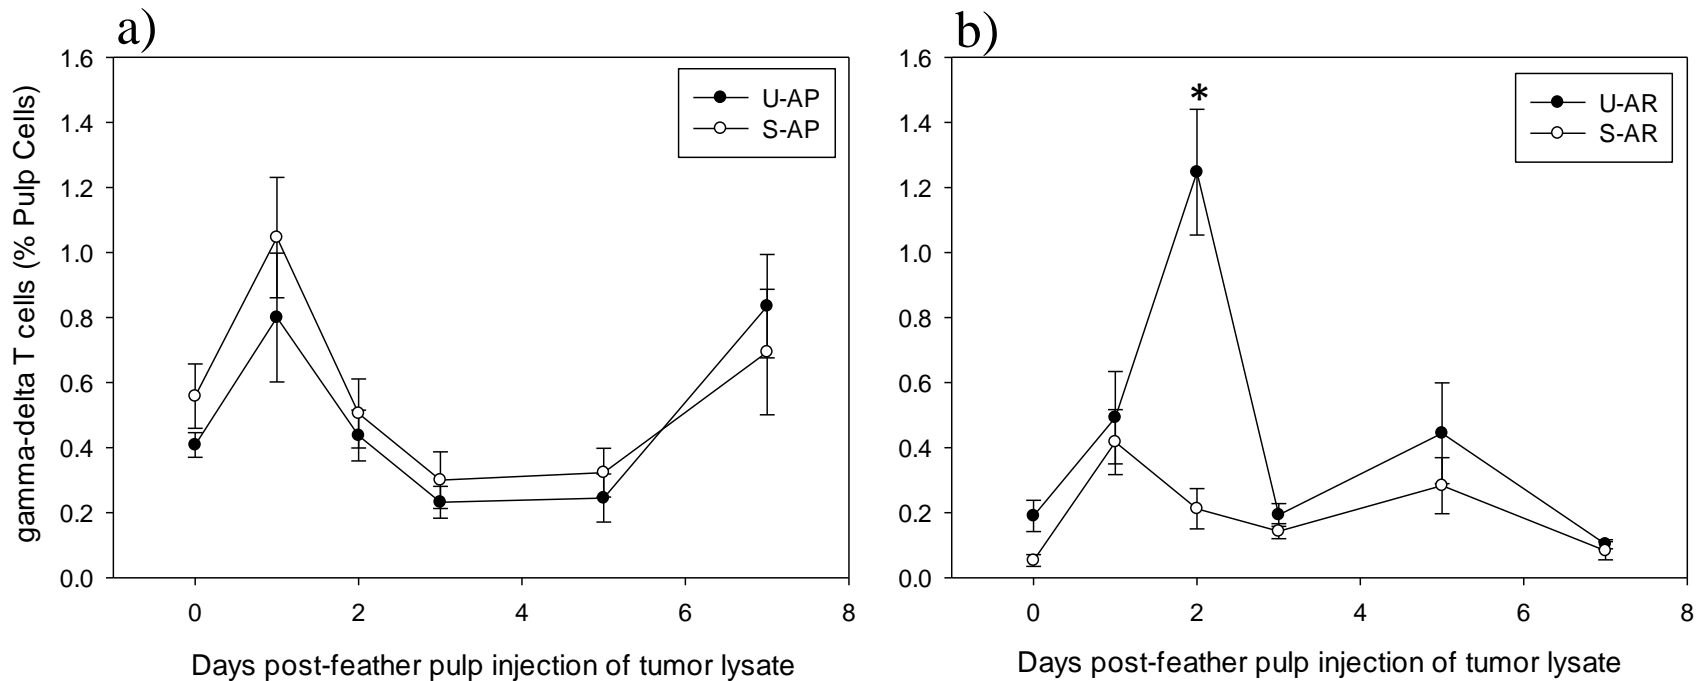 a)
gamma-delta T cells (% Pulp Cells)
1.6
1.4
1.2
1.0
0.8
0.6
0.4
0.2
0.0
U-AP
S-AP
0 2 4 6 8
Days post-feather pulp injection of tumor lysate
b)
1.6
1.4
1.2
1.0
0.8
0.6
0.4
0.2
0.0
*
U-AR
S-AR
0 2 4 6 8
Days post-feather pulp injection of tumor lysate